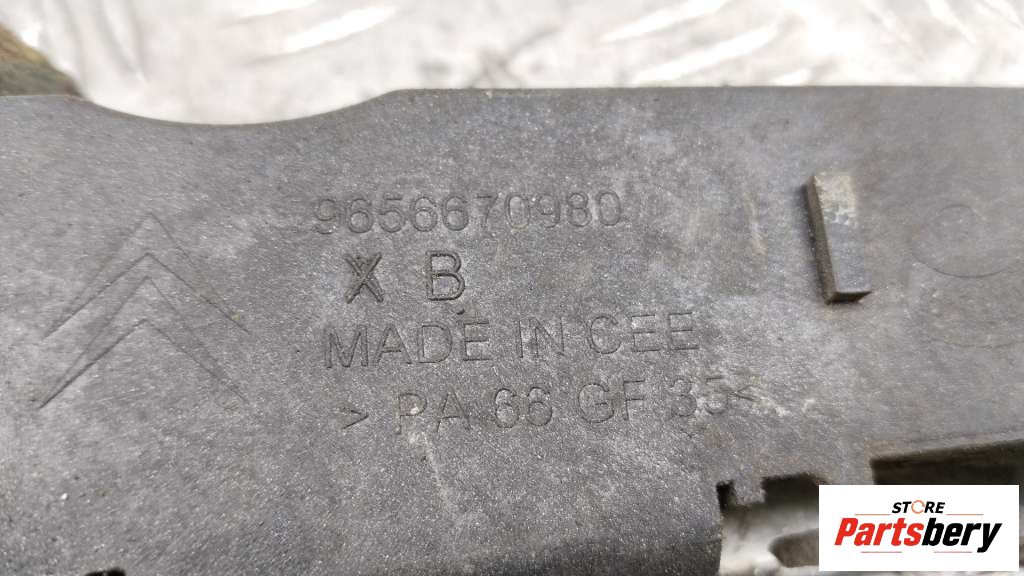 9656670980
X B
MADE IN CEE
> PA 66 GF 35<
STORE
Partsbery